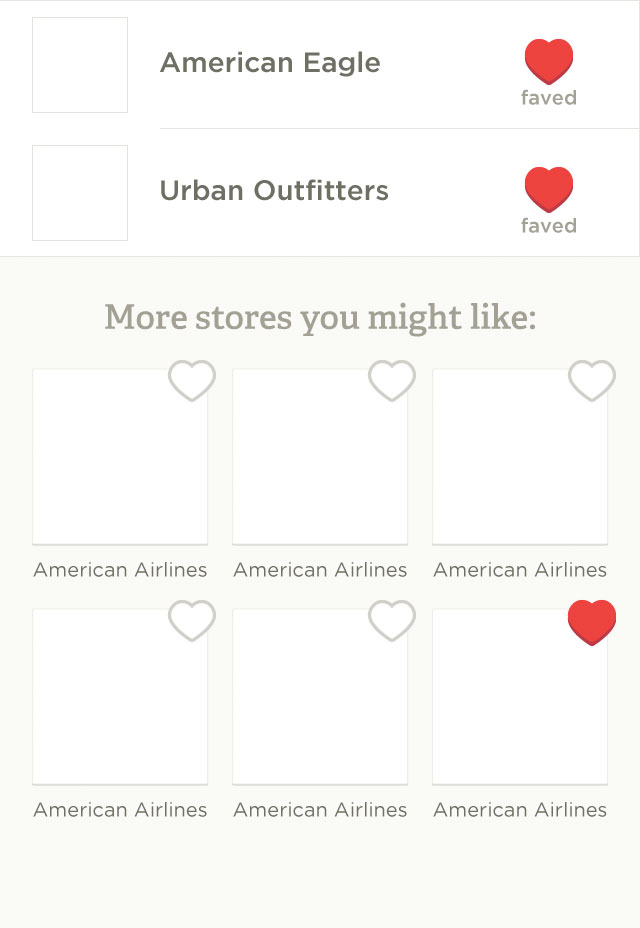 American Eagle
faved
Urban Outfitters
faved
More stores you might like:
American Airlines
American Airlines
American Airlines
American Airlines
American Airlines
American Airlines